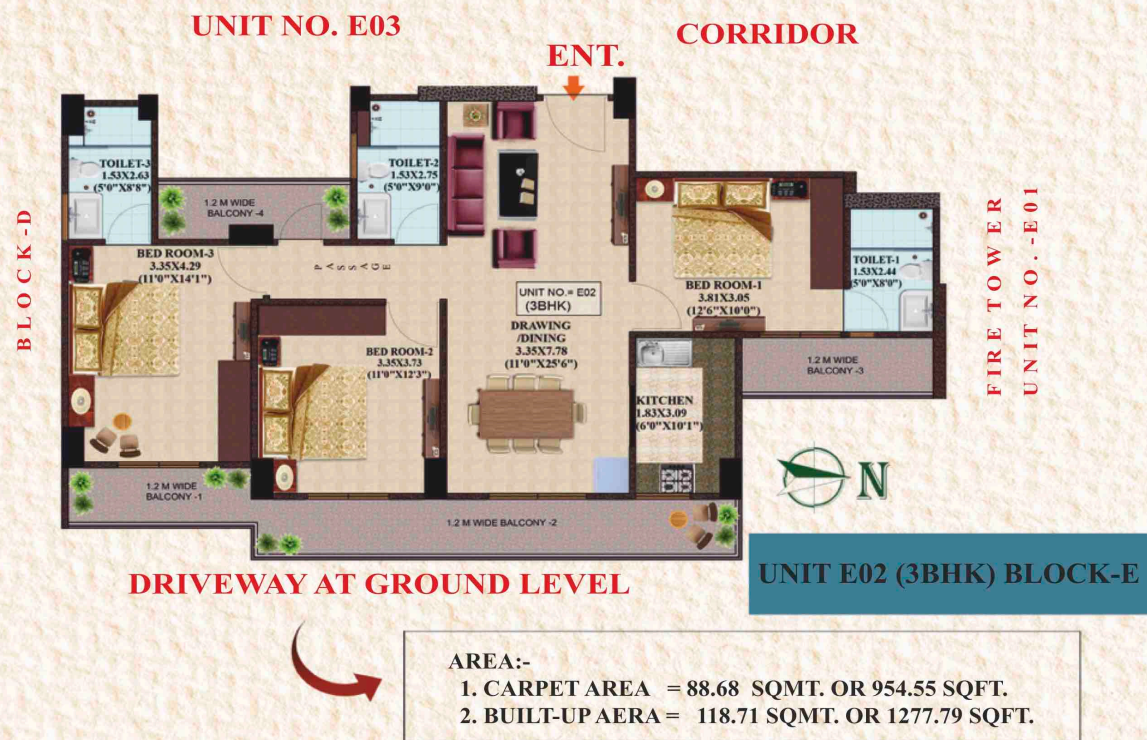 UNIT NO. E03
CORRIDOR
ENT.
TOILET-3
1.53X2.63
(5'0"X8'8")
1.2 M WIDE
BALCONY -4
TOILET-2
1.53X2.75
(5'0"X9'0")
BLOCK-D
BED ROOM-3
3.35X4.29
(11'0"X14'1")
PASSAGE
UNIT NO.= E02
(3BHK)
DRAWING
/DINING
3.35X7.78
(11'0"X25'6")
BED ROOM-1
3.81X3.05
(12'6"X10'0")
TOILET-1
1.53X2.44
(5'0"X8'0")
FIRE TOWER
UNIT NO.-E01
BED ROOM-2
3.35X3.73
(11'0"X12'3")
1.2 M WIDE
BALCONY -3
KITCHEN
1.83X3.09
(6'0"X10'1")
N
1.2 M WIDE
BALCONY -1
1.2 M WIDE BALCONY -2
DRIVEWAY AT GROUND LEVEL
UNIT E02 (3BHK) BLOCK-E
AREA:-
1. CARPET AREA = 88.68 SQMT. OR 954.55 SQFT.
2. BUILT-UP AERA = 118.71 SQMT. OR 1277.79 SQFT.